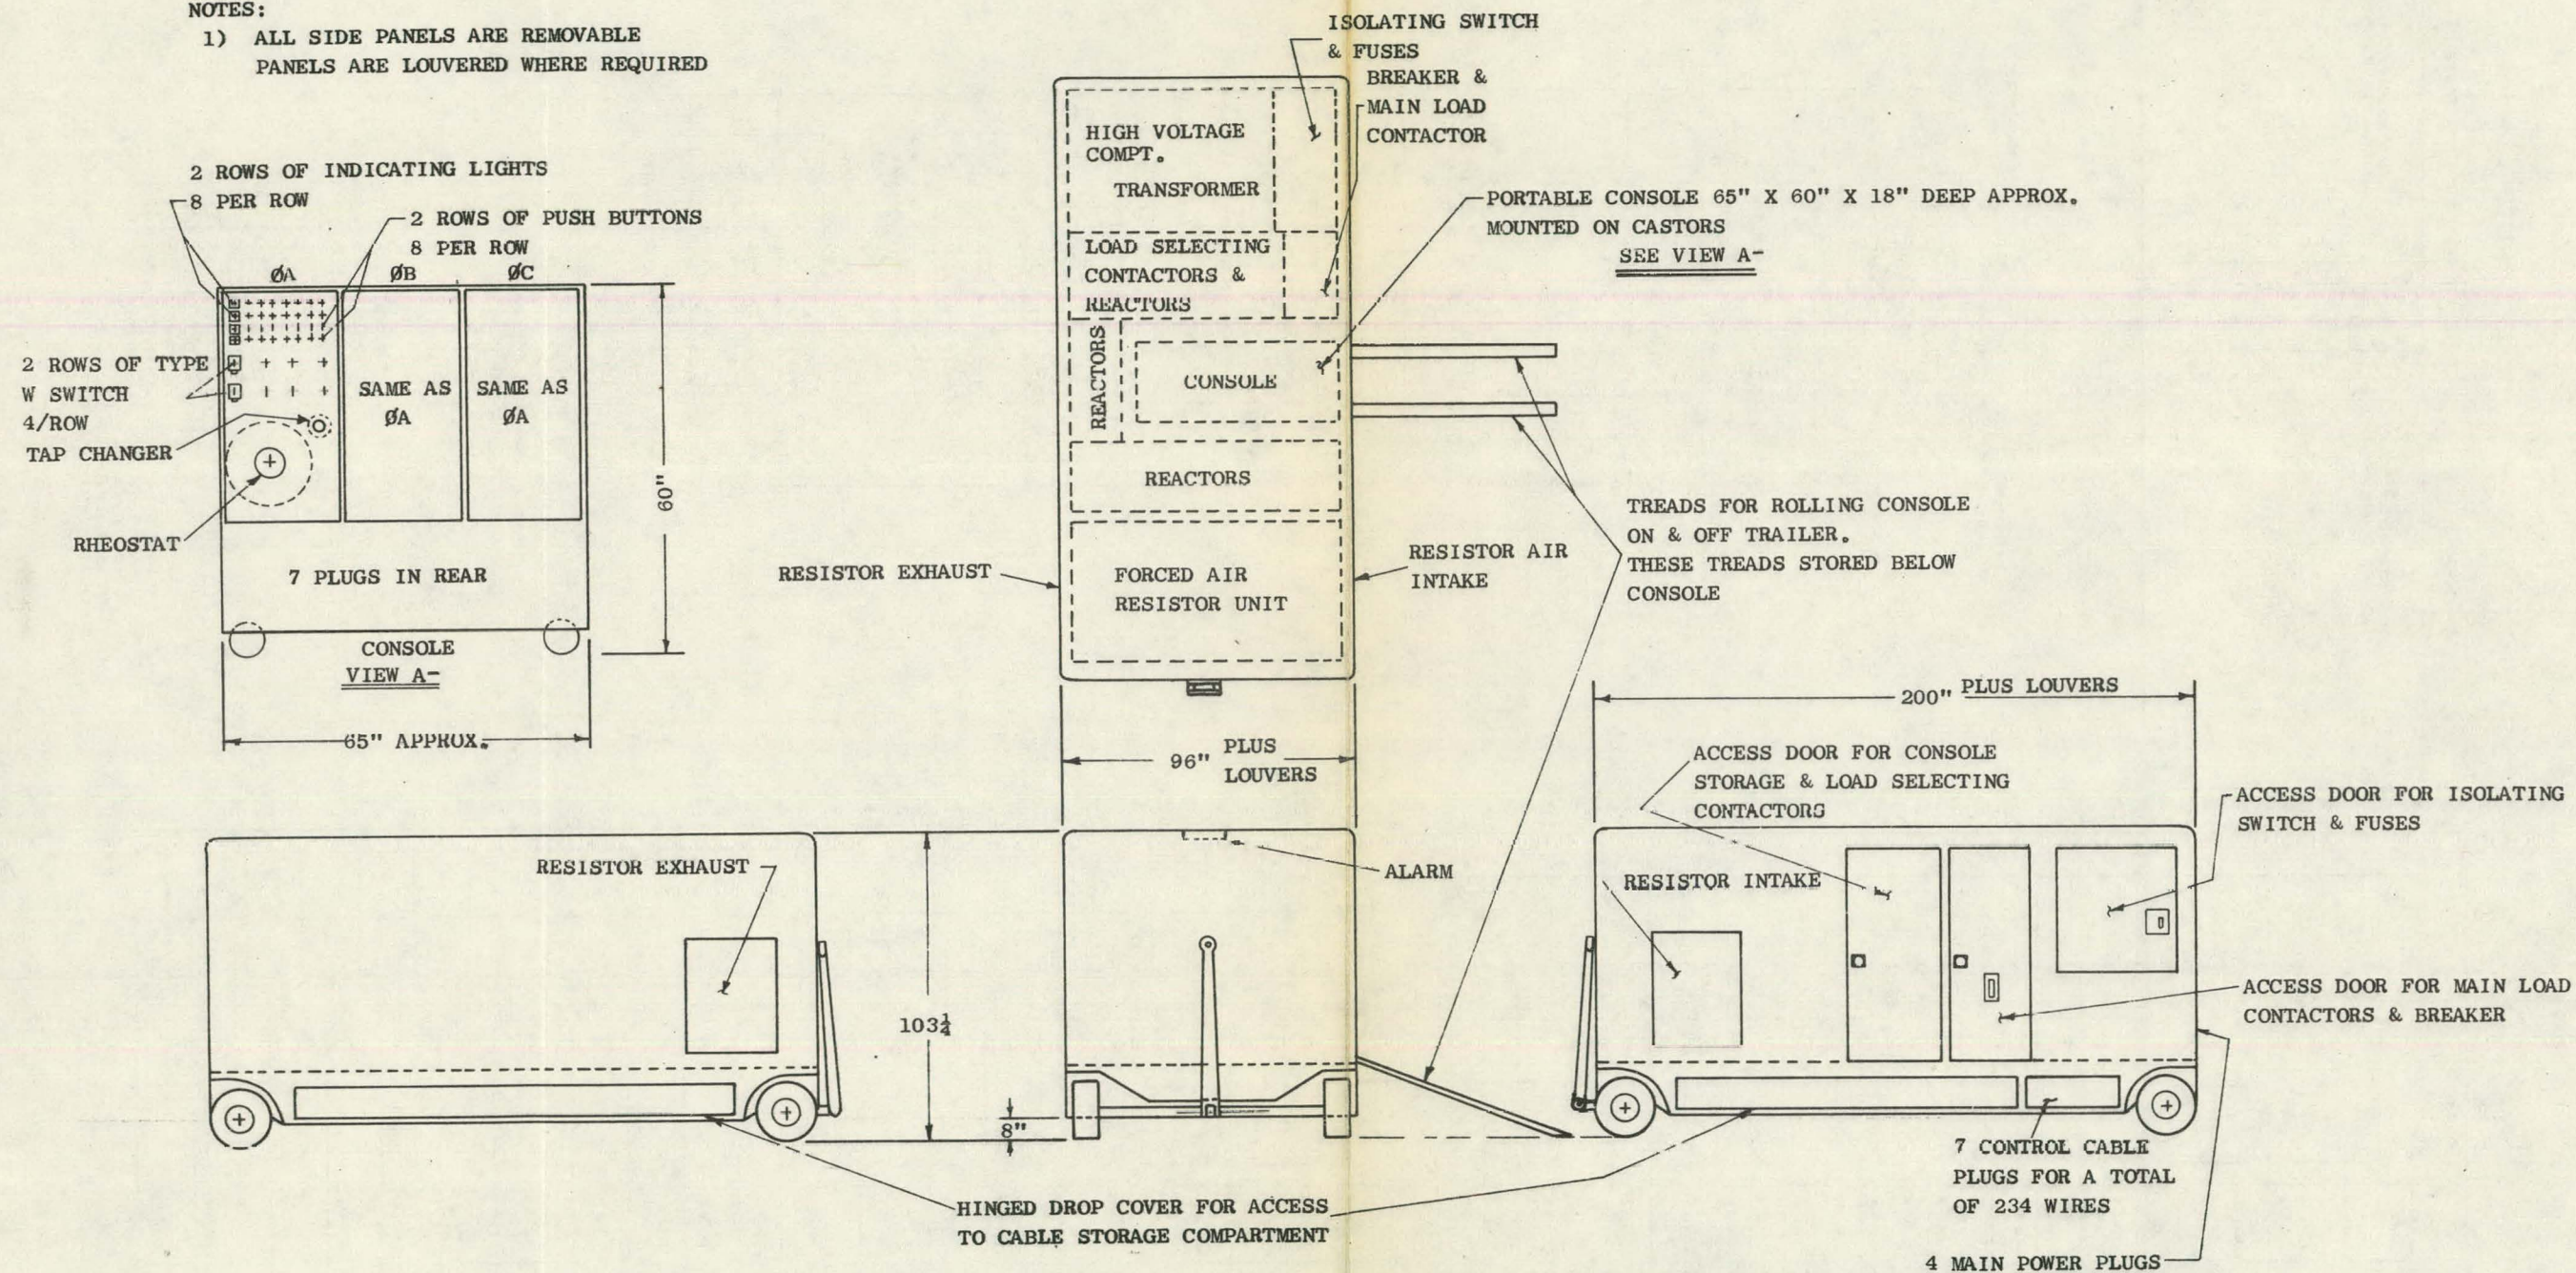 NOTES:
1) ALL SIDE PANELS ARE REMOVABLE
PANELS ARE LOUVERED WHERE REQUIRED
2 ROWS OF INDICATING LIGHTS
8 PER ROW
2 ROWS OF PUSH BUTTONS
8 PER ROW
ØA
ØB
ØC
2 ROWS OF TYPE
W SWITCH
4/ROW
TAP CHANGER
RHEOSTAT
SAME AS
ØA
SAME AS
ØA
7 PLUGS IN REAR
60"
CONSOLE
VIEW A-
65" APPROX.
ISOLATING SWITCH
& FUSES
BREAKER &
MAIN LOAD
CONTACTOR
HIGH VOLTAGE
COMPT.
TRANSFORMER
LOAD SELECTING
CONTACTORS &
REACTORS
REACTORS
CONSOLE
REACTORS
FORCED AIR
RESISTOR UNIT
RESISTOR EXHAUST
RESISTOR AIR
INTAKE
PORTABLE CONSOLE 65" X 60" X 18" DEEP APPROX.
MOUNTED ON CASTORS
SEE VIEW A-
TREADS FOR ROLLING CONSOLE
ON & OFF TRAILER.
THESE TREADS STORED BELOW
CONSOLE
96" PLUS
LOUVERS
200" PLUS LOUVERS
RESISTOR EXHAUST
103¼
8"
ALARM
ACCESS DOOR FOR CONSOLE
STORAGE & LOAD SELECTING
CONTACTORS
RESISTOR INTAKE
ACCESS DOOR FOR ISOLATING
SWITCH & FUSES
ACCESS DOOR FOR MAIN LOAD
CONTACTORS & BREAKER
HINGED DROP COVER FOR ACCESS
TO CABLE STORAGE COMPARTMENT
7 CONTROL CABLE
PLUGS FOR A TOTAL
OF 234 WIRES
4 MAIN POWER PLUGS